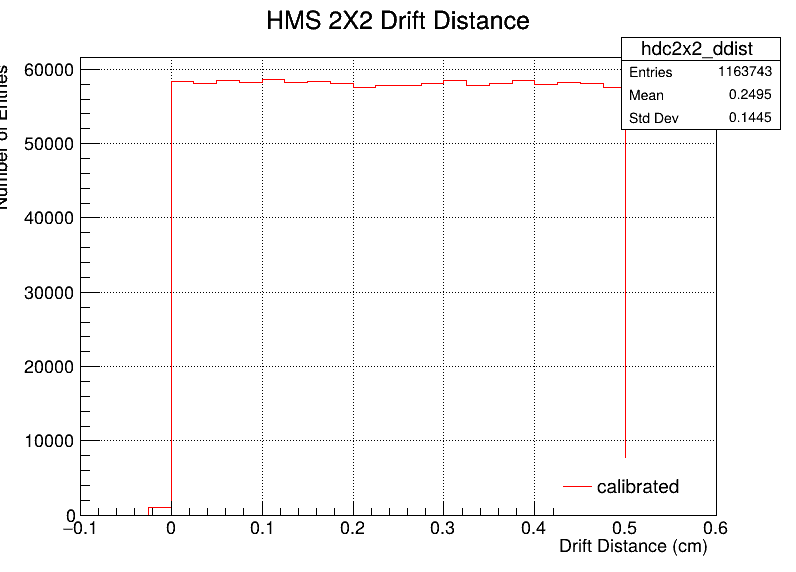 HMS 2X2 Drift Distance
hdc2x2_ddist
Entries 1163743
Mean 0.2495
Std Dev 0.1445
Number of Entries
60000
50000
40000
30000
20000
10000
0
−0.1 0 0.1 0.2 0.3 0.4 0.5 0.6
calibrated
Drift Distance (cm)